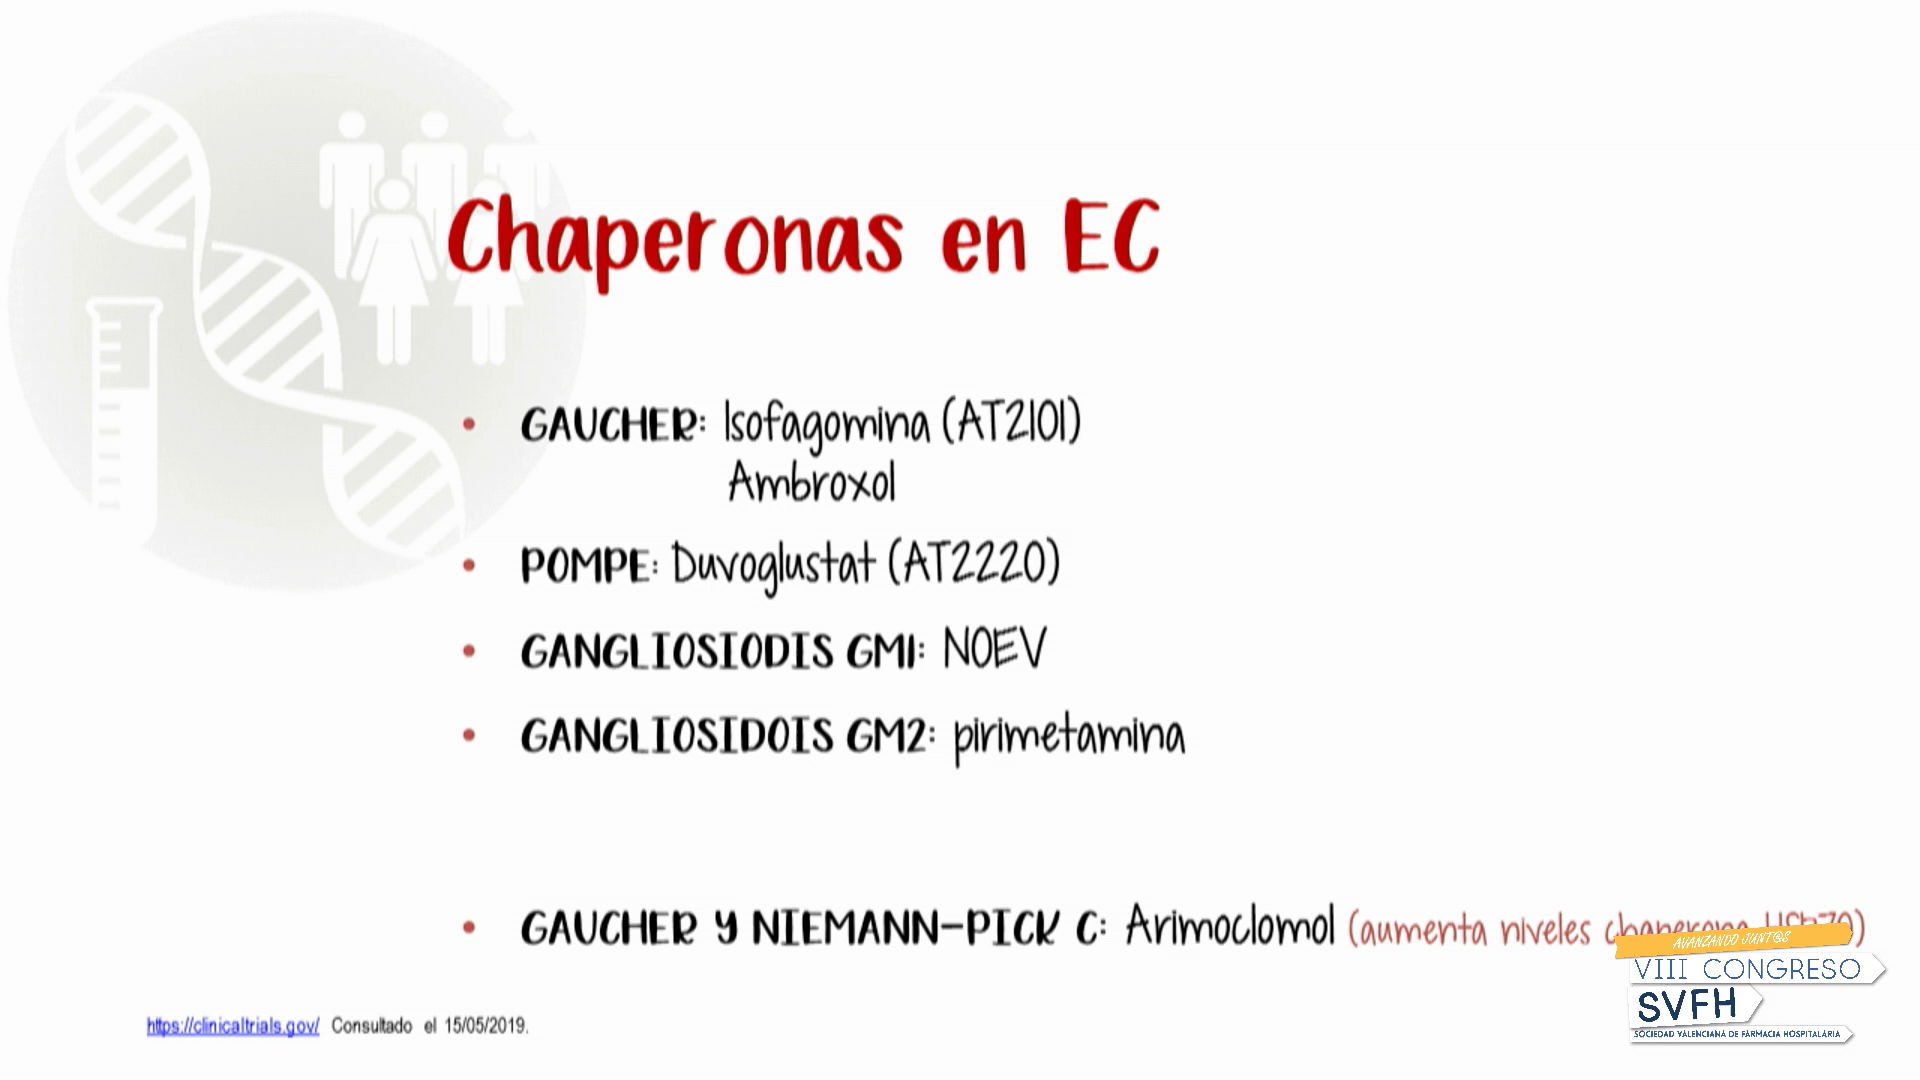 Chaperonas en EC
• GAUCHER: Isofagomina (AT2101)
Ambroxol
• POMPE: Duvoglustat (AT2220)
• GANGLIOSIODIS GM1: NOEV
• GANGLIOSIDOIS GM2: pirimetamina
• GAUCHER Y NIEMANN-PICK C: Arimoclomol (aumenta niveles chaperona HSP70)
AVANZANDO JUNT@S
VIII CONGRESO
SVFH
SOCIEDAD VALENCIANA DE FARMACIA HOSPITALARIA
https://clinicaltrials.gov/ Consultado el 15/05/2019.